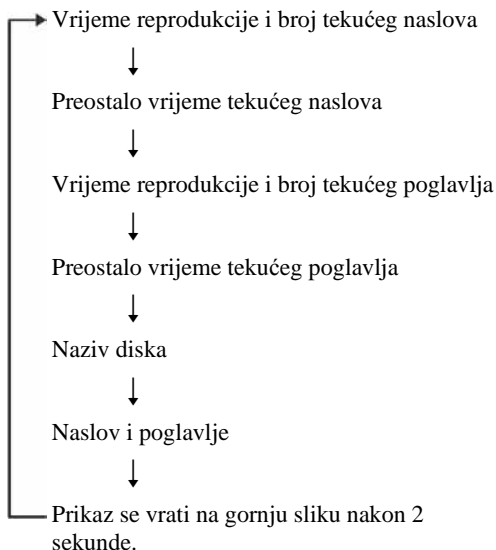 Vrijeme reprodukcije i broj tekućeg naslova
Preostalo vrijeme tekućeg naslova
Vrijeme reprodukcije i broj tekućeg poglavlja
Preostalo vrijeme tekućeg poglavlja
Naziv diska
Naslov i poglavlje
Prikaz se vrati na gornju sliku nakon 2
sekunde.